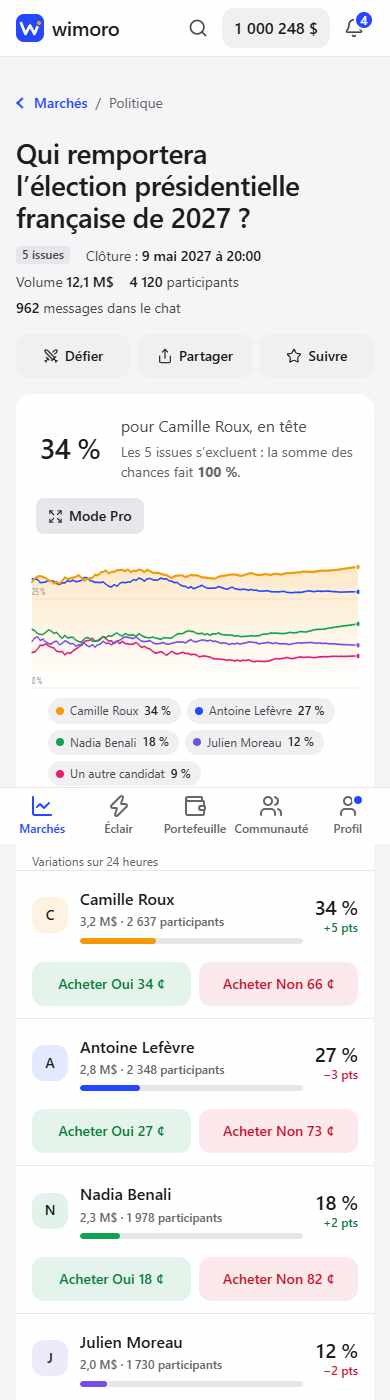 wimoro
1 000 248 $
4
Marchés / Politique
Qui remportera
l’élection présidentielle
française de 2027 ?
5 issues
Clôture : 9 mai 2027 à 20:00
Volume 12,1 M$ 4 120 participants
962 messages dans le chat
Défier
Partager
Suivre
34 %
pour Camille Roux, en tête
Les 5 issues s’excluent : la somme des
chances fait 100 %.
Mode Pro
25 %
0 %
Camille Roux 34 %
Antoine Lefèvre 27 %
Nadia Benali 18 %
Julien Moreau 12 %
Un autre candidat 9 %
Marchés
Éclair
Portefeuille
Communauté
Profil
Variations sur 24 heures
C
Camille Roux
3,2 M$ · 2 637 participants
34 %
+5 pts
Acheter Oui 34 ¢
Acheter Non 66 ¢
A
Antoine Lefèvre
2,8 M$ · 2 348 participants
27 %
−3 pts
Acheter Oui 27 ¢
Acheter Non 73 ¢
N
Nadia Benali
2,3 M$ · 1 978 participants
18 %
+2 pts
Acheter Oui 18 ¢
Acheter Non 82 ¢
J
Julien Moreau
2,0 M$ · 1 730 participants
12 %
−2 pts